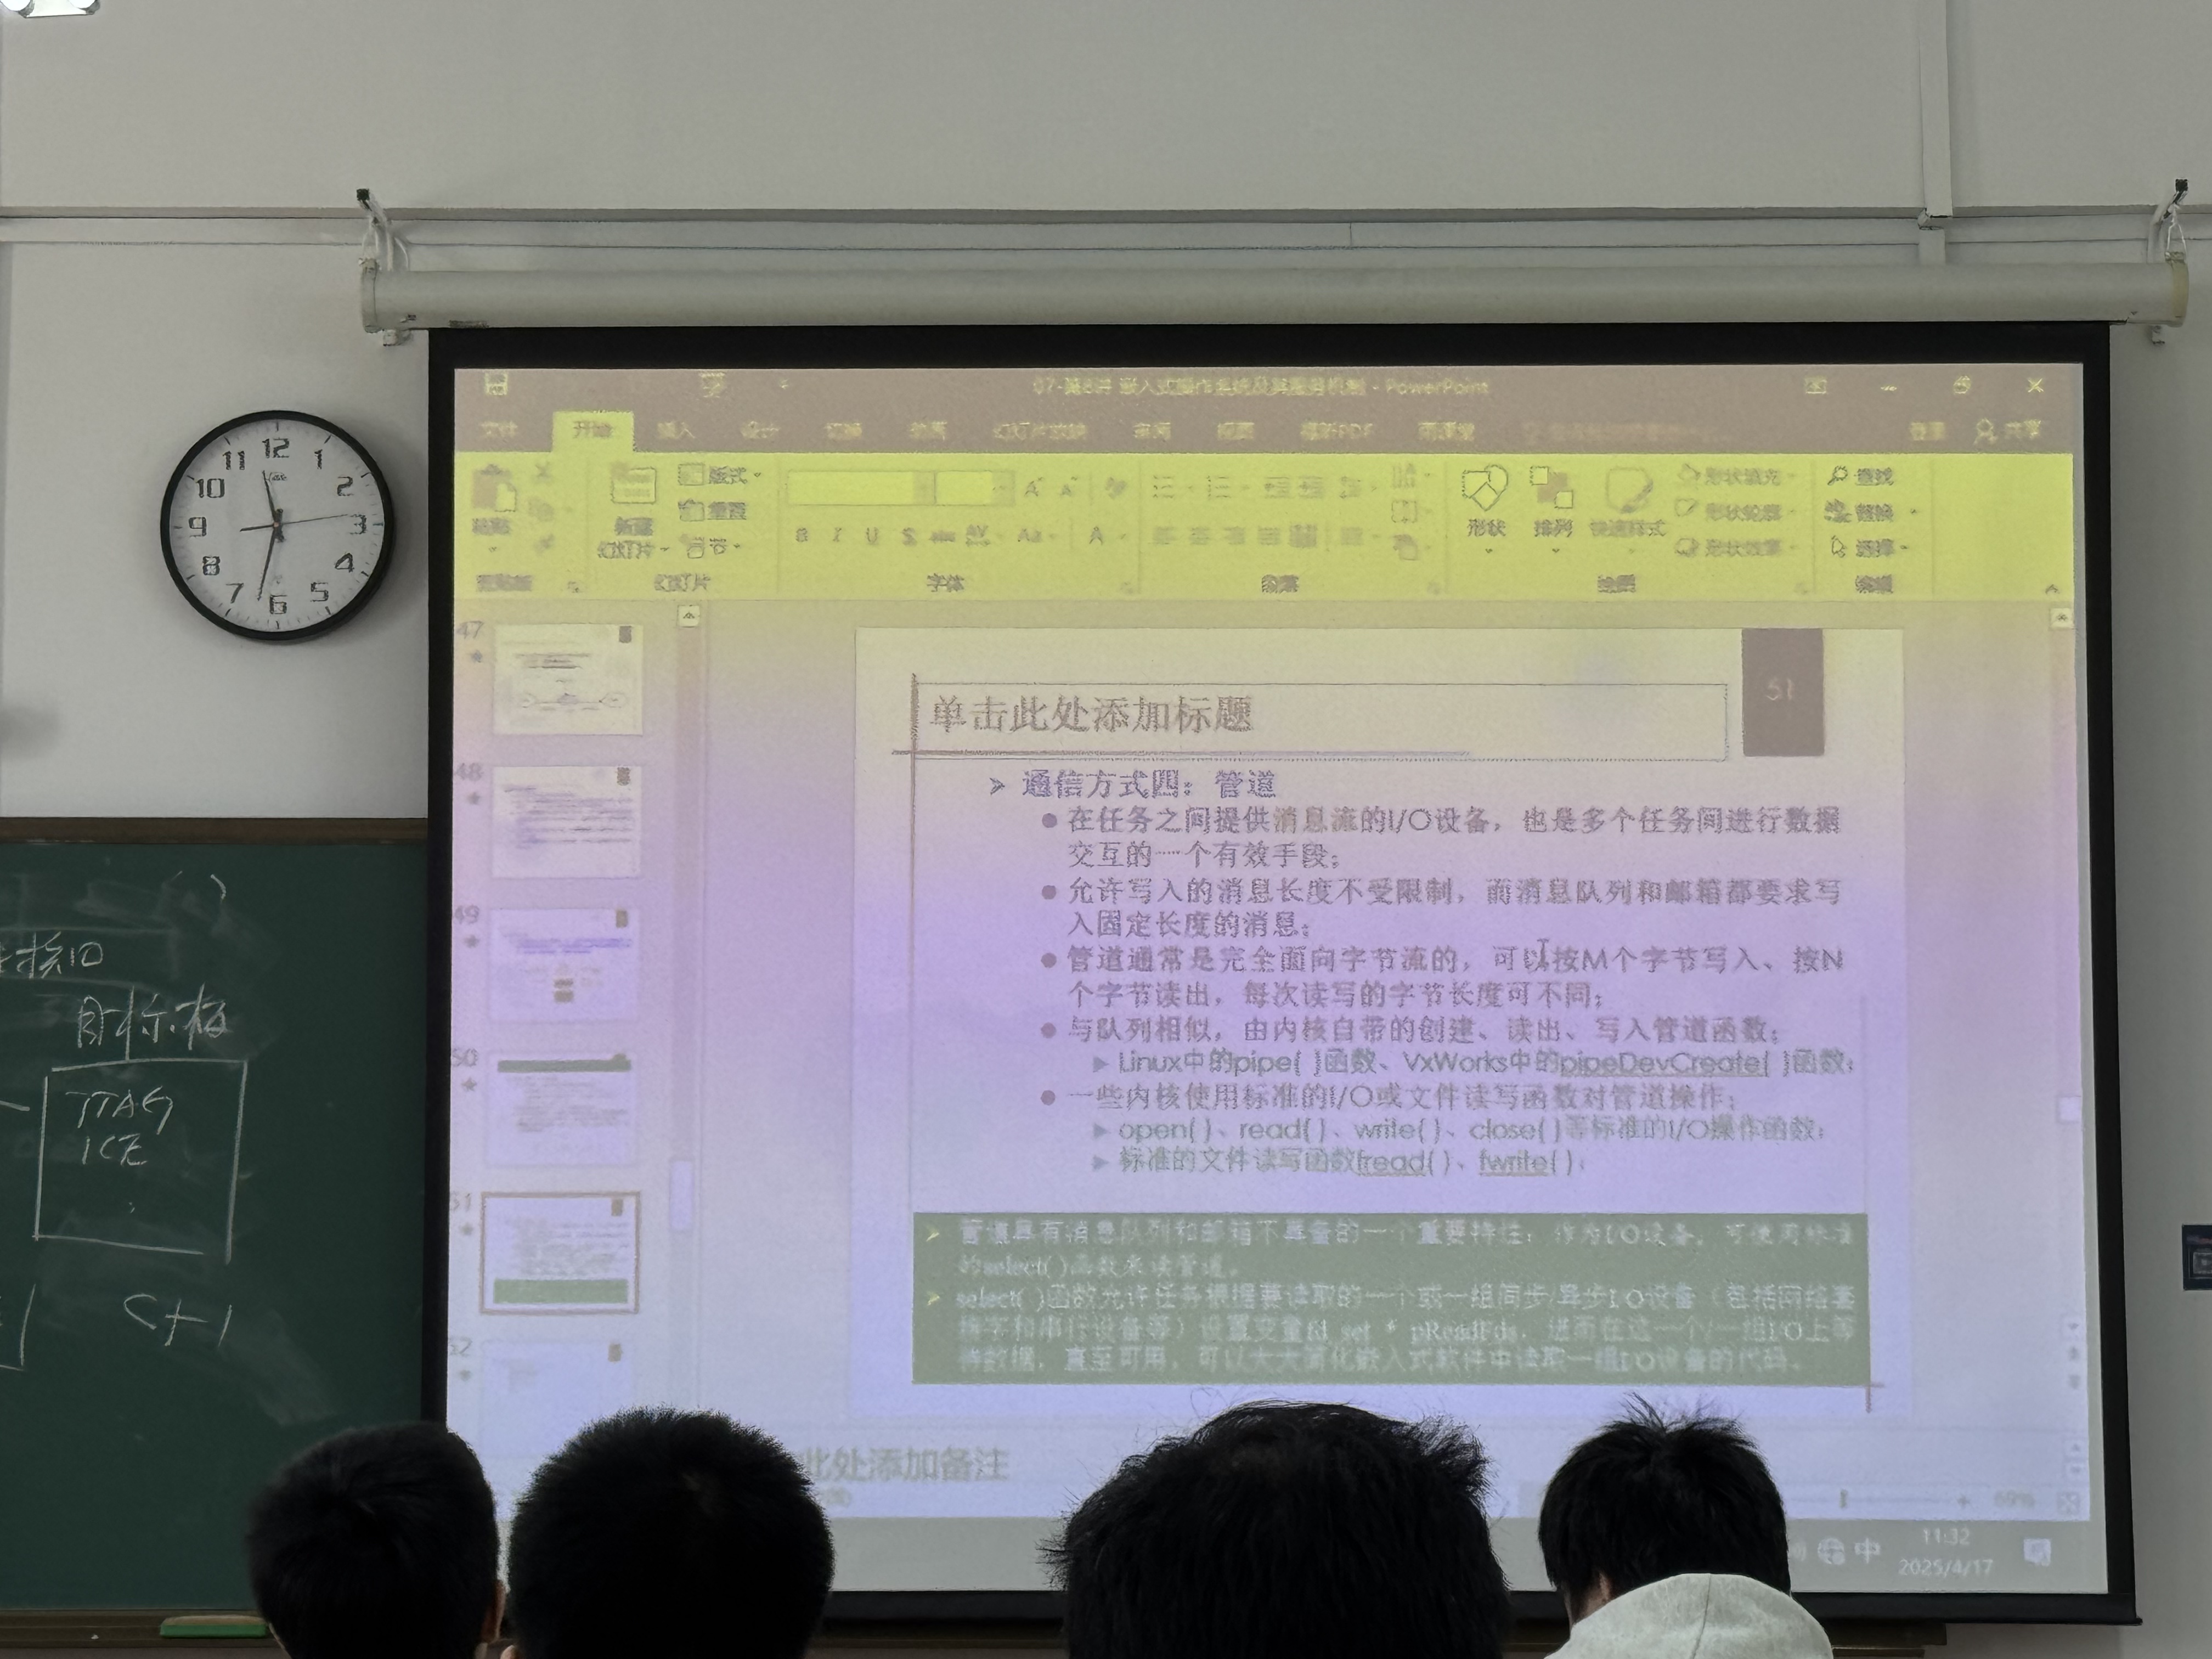 07-第8讲 嵌入式操作系统及其服务机制 - PowerPoint
文件 开始 插入 设计 切换 动画 幻灯片放映 审阅 视图 雨课堂 登录 共享
粘贴 新建 幻灯片 版式 重置 节
形状 排列 快速样式 形状填充 形状轮廓 形状效果
查找 替换 选择
剪贴板 幻灯片 字体 段落 绘图 编辑
12
1
2
3
4
5
6
7
8
9
10
11
47
48
49
50
51
52
51
单击此处添加标题
➢ 通信方式四：管道
● 在任务之间提供消息流的I/O设备，也是多个任务间进行数据
交互的一个有效手段；
● 允许写入的消息长度不受限制，而消息队列和邮箱都要求写
入固定长度的消息；
● 管道通常是完全面向字节流的，可以按M个字节写入、按N
个字节读出，每次读写的字节长度可不同；
● 与队列相似，由内核自带的创建、读出、写入管道函数；
▶ Linux中的pipe( )函数、VxWorks中的pipeDevCreate( )函数；
● 一些内核使用标准的I/O或文件读写函数对管道操作；
▶ open( )、read( )、write( )、close( )等标准的I/O操作函数；
▶ 标准的文件读写函数fread( )、fwrite( )；
➢ 管道具有消息队列和邮箱不具备的一个重要特性：作为I/O设备，可使用标准
的select( )函数来读管道。
➢ select( )函数允许任务根据要读取的一个或一组同步/异步I/O设备（包括网络套
接字和串行设备等）设置变量fd_set * pReadFds，进而在这一个/一组I/O上等
待数据，直至可用，可以大大简化嵌入式软件中读取一组I/O设备的代码。
此处添加备注
69%
中
11:32
2025/4/17
目标板
JTAG
ICE
C++